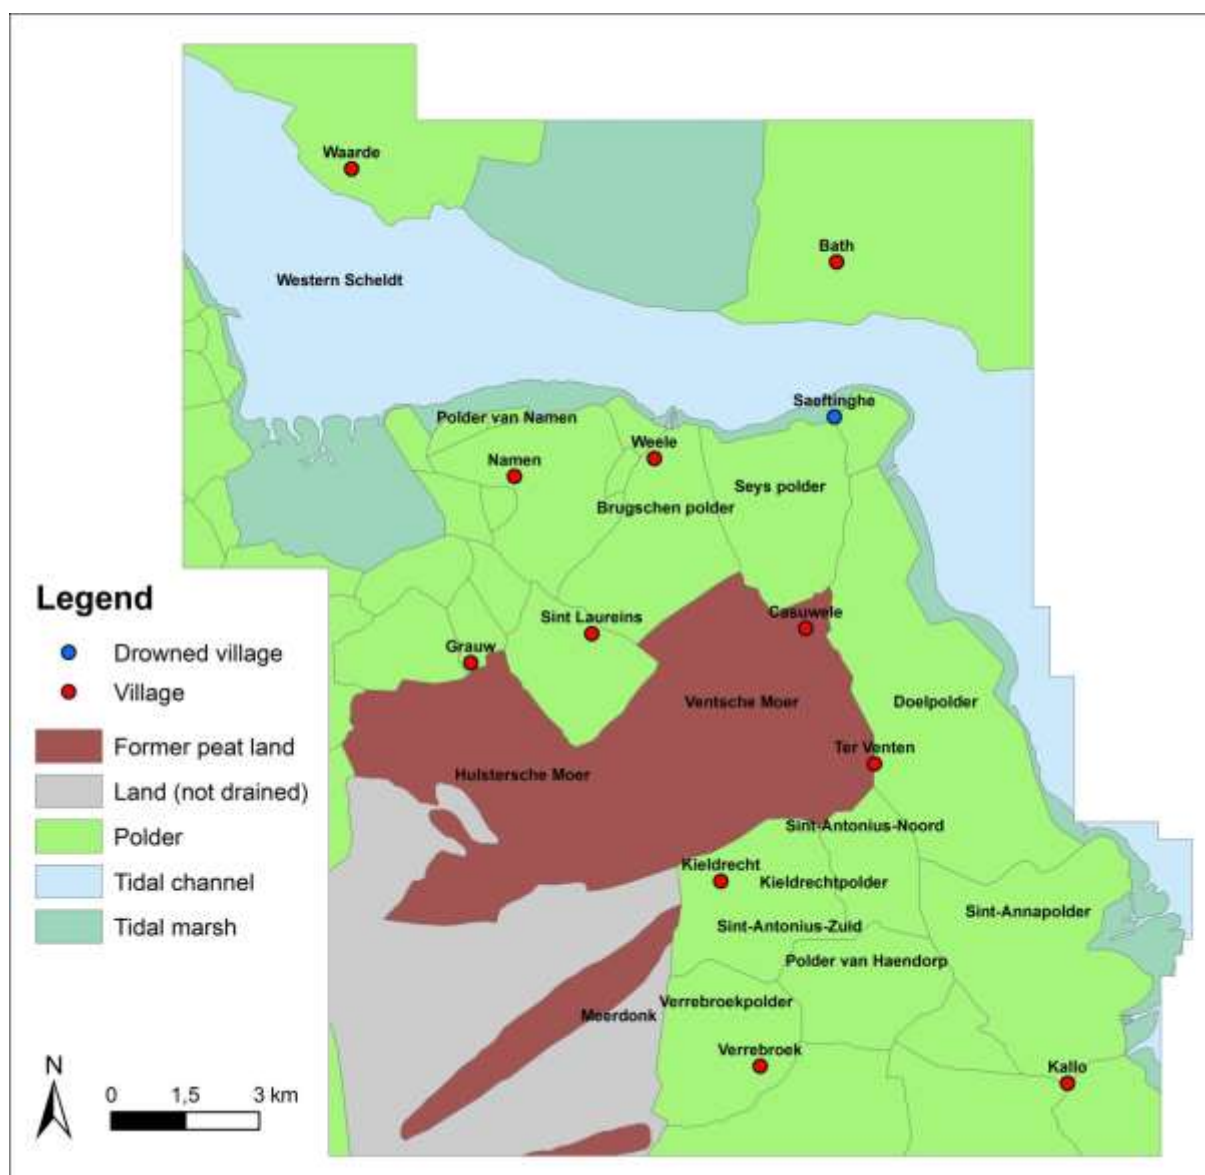 Waarde
Bath
Western Scheldt
Saeftinghe
Polder van Namen
Weele
Namen
Seys polder
Brugschen polder
Legend
Drowned village
Village
Former peat land
Land (not drained)
Polder
Tidal channel
Tidal marsh
Casuwele
Sint Laureins
Grauw
Ventsche Moer
Doelpolder
Ter Venten
Hulstersche Moer
Sint-Antonius-Noord
Kieldrecht
Kieldrechtpolder
Sint-Annapolder
Sint-Antonius-Zuid
Polder van Haendorp
Verrebroekpolder
Meerdonk
Verrebroek
Kallo
N
0 1,5 3 km